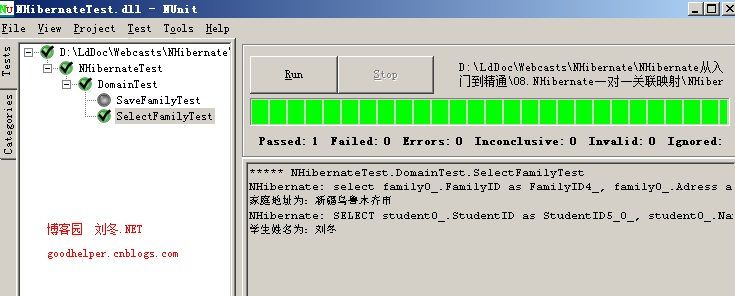 NHibernateTest.dll - NUnit
File View Project Test Tools Help
Tests
Categories
D:\LdDoc\Webcasts\NHibernate\
NHibernateTest
DomainTest
SaveFamilyTest
SelectFamilyTest
博客园 刘冬.NET
goodhelper.cnblogs.com
Run
Stop
D:\LdDoc\Webcasts\NHibernate\NHibernate从入
门到精通\08.NHibernate一对一关联映射\NHiber
Passed: 1 Failed: 0 Errors: 0 Inconclusive: 0 Invalid: 0 Ignored:
***** NHibernateTest.DomainTest.SelectFamilyTest
NHibernate: select family0_.FamilyID as FamilyID4_, family0_.Adress a
家庭地址为: 新疆乌鲁木齐市
NHibernate: SELECT student0_.StudentID as StudentID5_0_, student0_.Na
学生姓名为: 刘冬